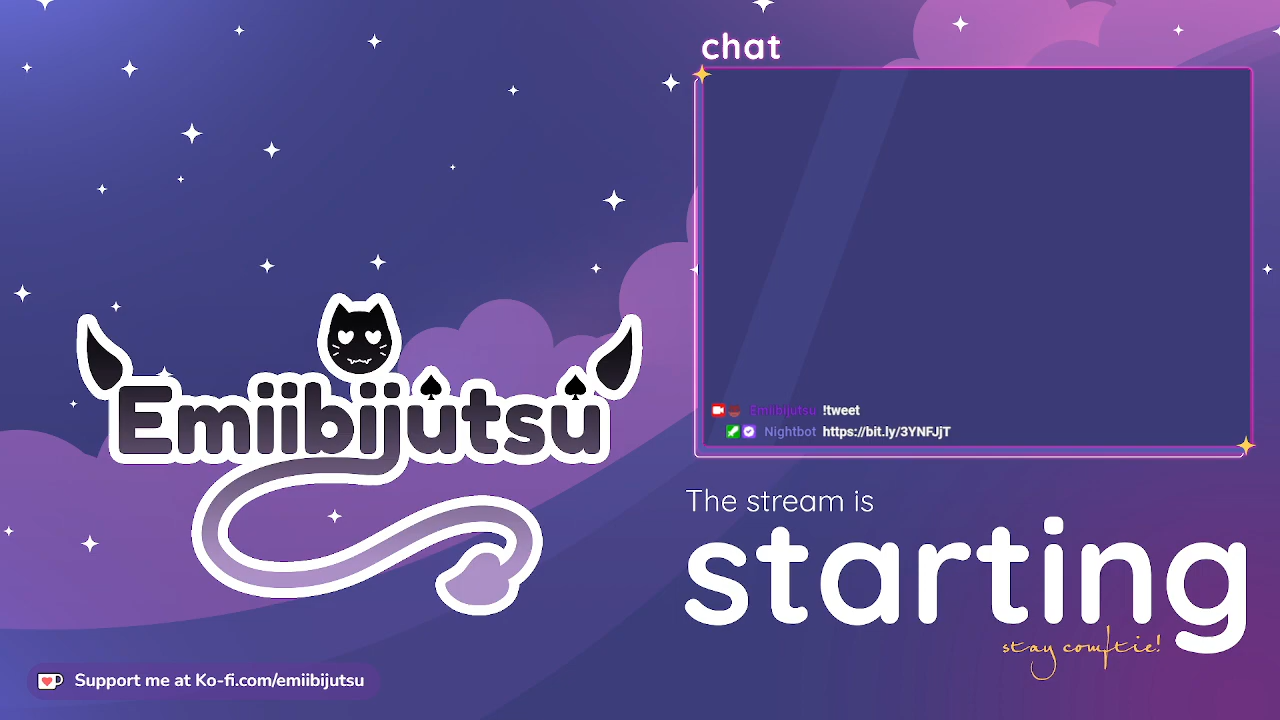 chat
Emiibijutsu !tweet
Nightbot https://bit.ly/3YNFJjT
Emiibijutsu
The stream is
starting
stay comftie!
Support me at Ko-fi.com/emiibijutsu